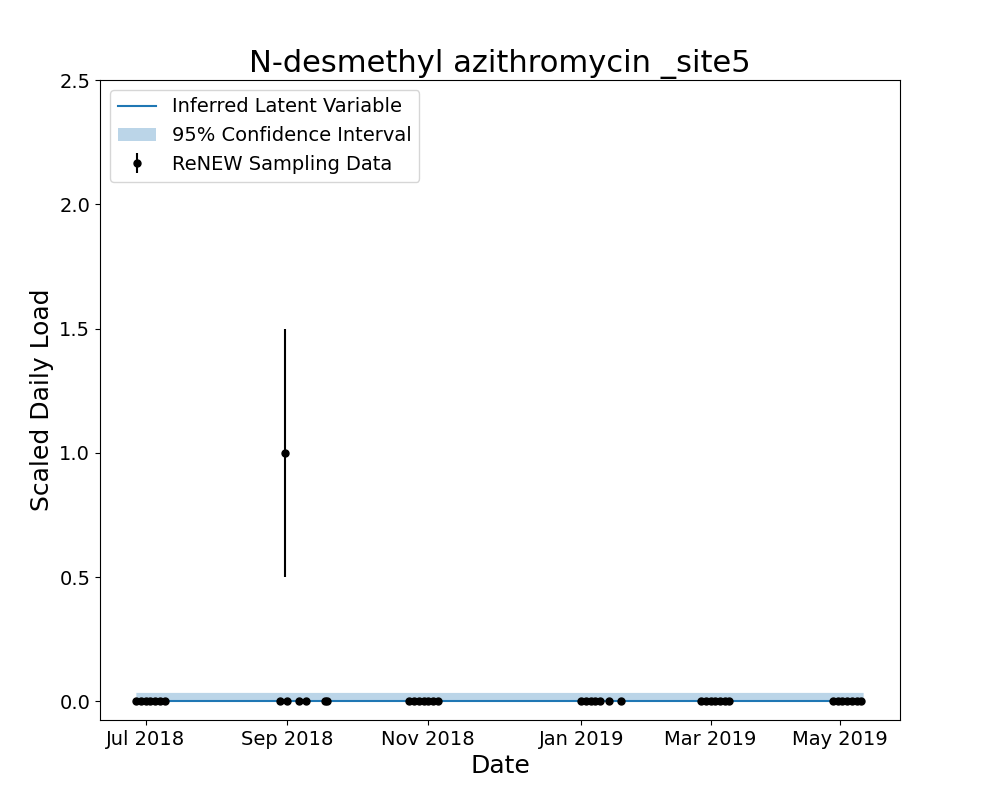 N-desmethyl azithromycin _site5
Inferred Latent Variable
95% Confidence Interval
ReNEW Sampling Data
Scaled Daily Load
2.5
2.0
1.5
1.0
0.5
0.0
Jul 2018 Sep 2018 Nov 2018 Jan 2019 Mar 2019 May 2019
Date